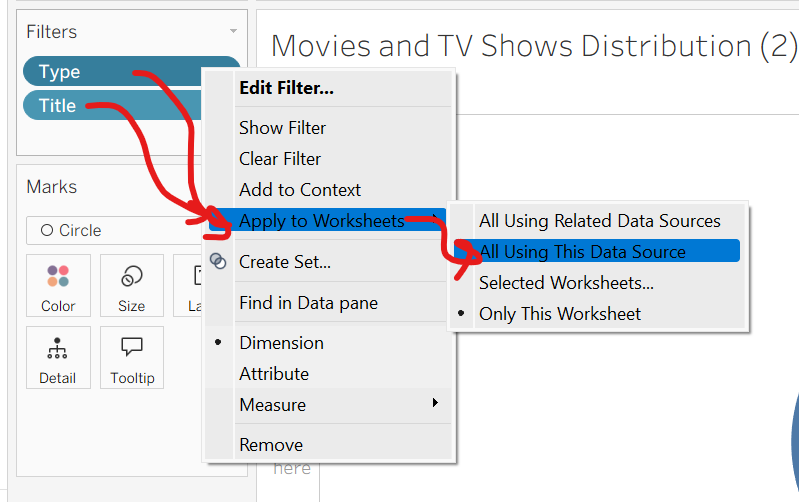 Filters
Type
Title
Movies and TV Shows Distribution (2)
Edit Filter...
Show Filter
Clear Filter
Add to Context
Apply to Worksheets
Create Set...
Find in Data pane
Dimension
Attribute
Measure
Remove
All Using Related Data Sources
All Using This Data Source
Selected Worksheets...
Only This Worksheet
Marks
Circle
Color
Size
Detail
Tooltip
here